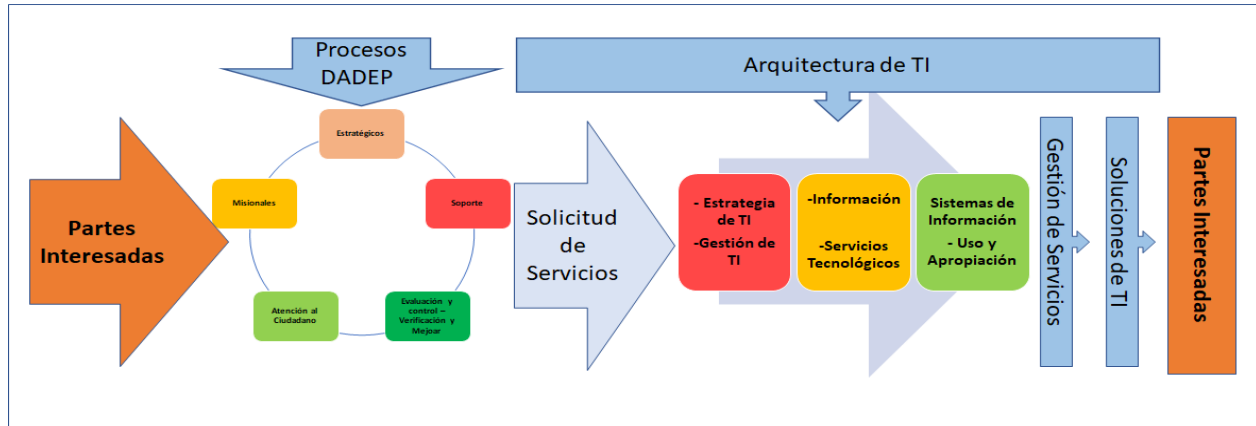 Procesos
DADEP
Arquitectura de TI
Partes
Interesadas
Estratégicos
Misionales
Soporte
Atención al
Ciudadano
Evaluación y
control –
Verificación y
Mejoar
Solicitud
de
Servicios
- Estrategia
de TI
-Gestión de
TI
-Información
-Servicios
Tecnológicos
Sistemas de
Información
- Uso y
Apropiación
Gestión de Servicios
Soluciones de TI
Partes Interesadas